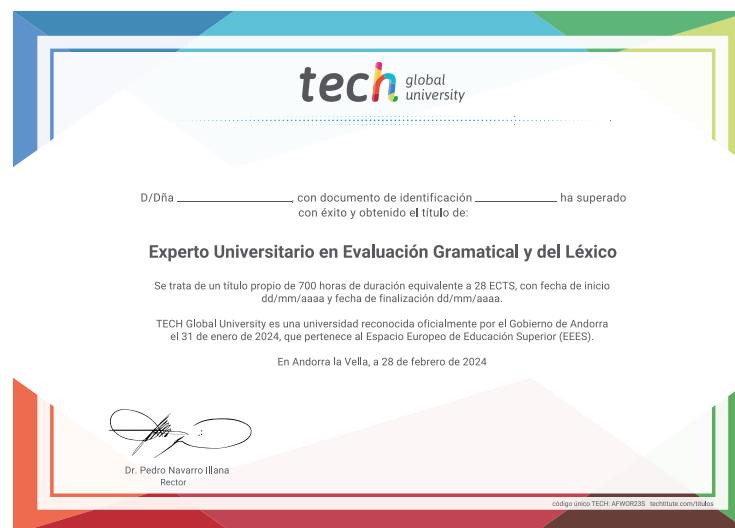 tech global university
D/Dña ____________________, con documento de identificación ______________ ha superado
con éxito y obtenido el título de:
Experto Universitario en Evaluación Gramatical y del Léxico
Se trata de un título propio de 700 horas de duración equivalente a 28 ECTS, con fecha de inicio
dd/mm/aaaa y fecha de finalización dd/mm/aaaa.
TECH Global University es una universidad reconocida oficialmente por el Gobierno de Andorra
el 31 de enero de 2024, que pertenece al Espacio Europeo de Educación Superior (EEES).
En Andorra la Vella, a 28 de febrero de 2024
Dr. Pedro Navarro Illana
Rector
código único TECH: AFWOR23S techtitute.com/títulos